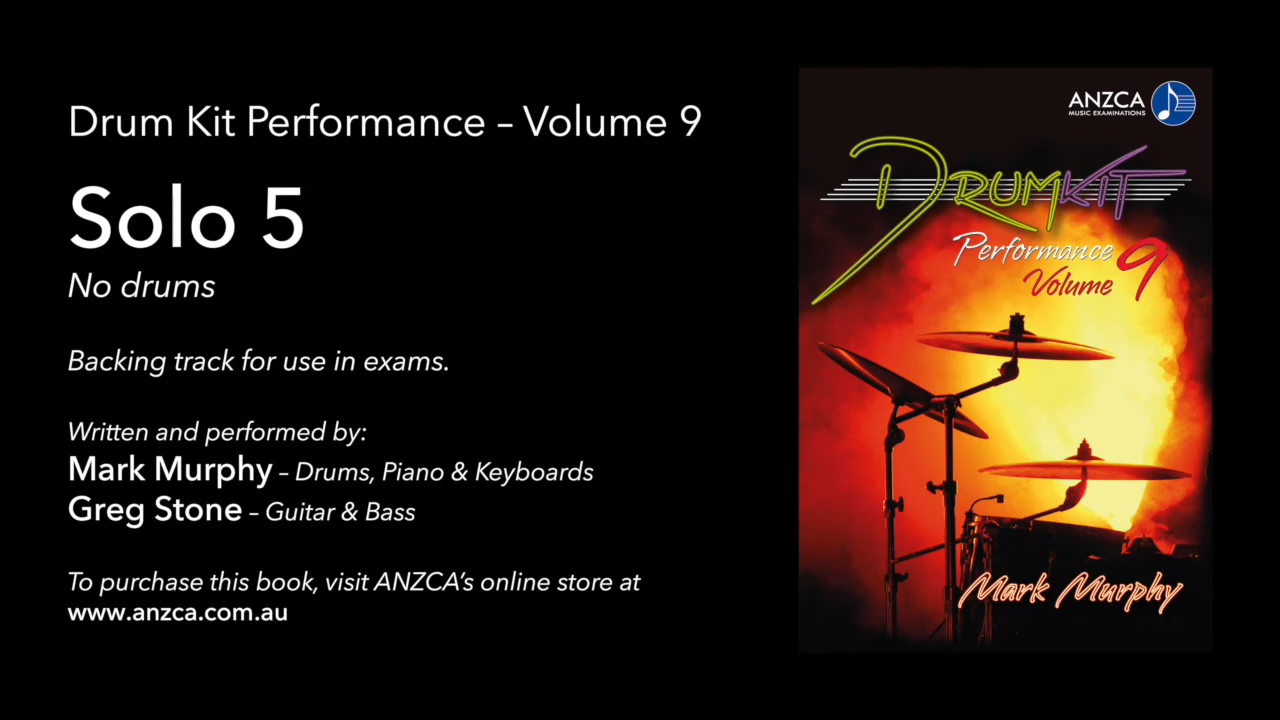 Drum Kit Performance – Volume 9
Solo 5
No drums
Backing track for use in exams.
Written and performed by:
Mark Murphy – Drums, Piano & Keyboards
Greg Stone – Guitar & Bass
To purchase this book, visit ANZCA’s online store at
www.anzca.com.au
ANZCA
MUSIC EXAMINATIONS
DRUMKIT
Performance 9
Volume
Mark Murphy